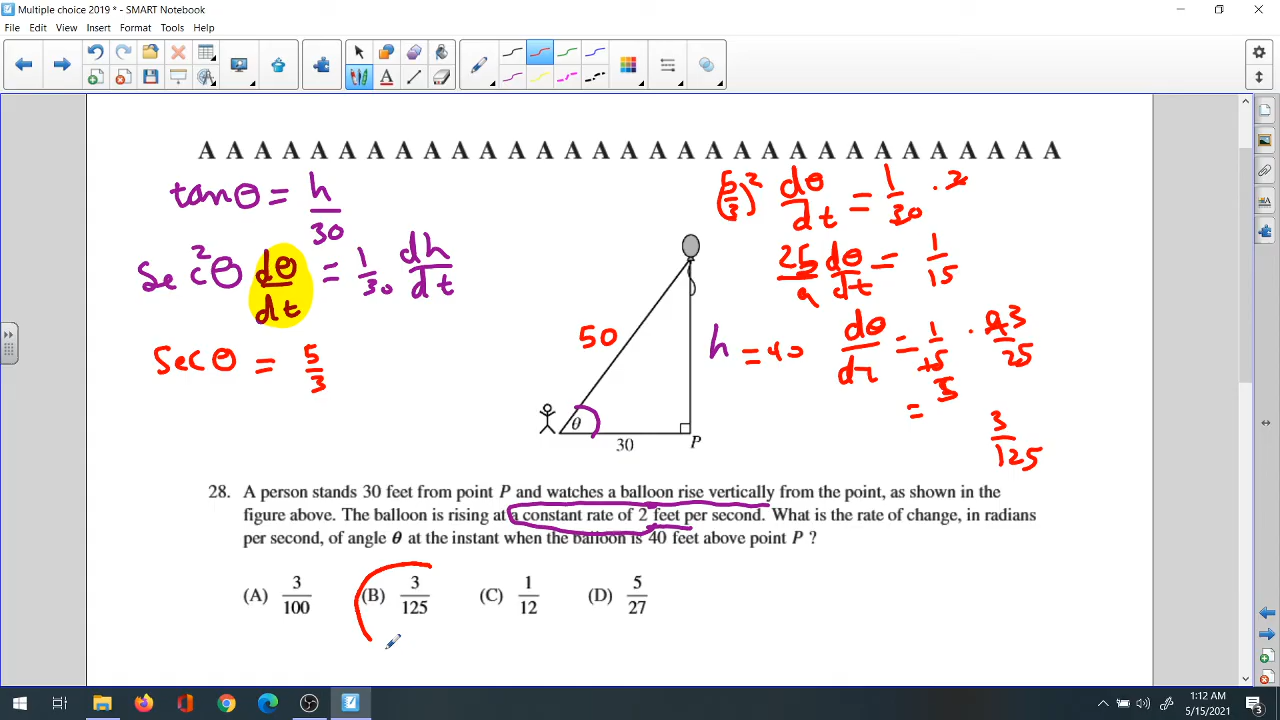 Multiple choice 2019 * - SMART Notebook
File Edit View Insert Format Tools Help
A A A A A A A A A A A A A A A A A A A A A A A A A A A A A A A
tanθ = h/30
sec²θ dθ/dt = 1/30 dh/dt
secθ = 5/3
(5/3)² dθ/dt = 1/30 · 2
25/9 dθ/dt = 1/15
dθ/dt = 1/15 · 9 3/25
5
= 3/125
50
h = 40
θ
30
P
28. A person stands 30 feet from point P and watches a balloon rise vertically from the point, as shown in the
figure above. The balloon is rising at a constant rate of 2 feet per second. What is the rate of change, in radians
per second, of angle θ at the instant when the balloon is 40 feet above point P ?
(A) 3/100 (B) 3/125 (C) 1/12 (D) 5/27
1:12 AM
5/15/2021